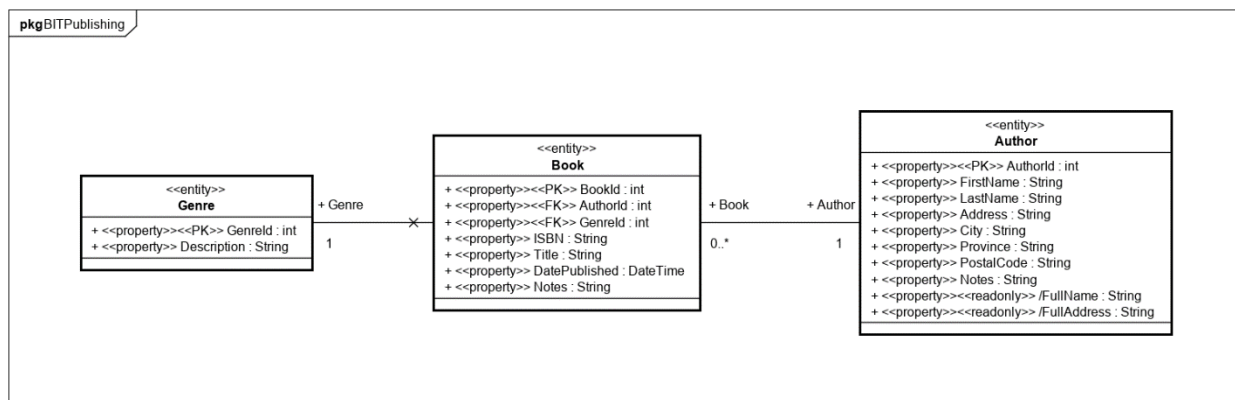 pkgBITPublishing
<<entity>>
Genre
+ <<property>><<PK>> GenreId : int
+ <<property>> Description : String
+ Genre
1
<<entity>>
Book
+ <<property>><<PK>> BookId : int
+ <<property>><<FK>> AuthorId : int
+ <<property>><<FK>> GenreId : int
+ <<property>> ISBN : String
+ <<property>> Title : String
+ <<property>> DatePublished : DateTime
+ <<property>> Notes : String
+ Book
0..*
+ Author
1
<<entity>>
Author
+ <<property>><<PK>> AuthorId : int
+ <<property>> FirstName : String
+ <<property>> LastName : String
+ <<property>> Address : String
+ <<property>> City : String
+ <<property>> Province : String
+ <<property>> PostalCode : String
+ <<property>> Notes : String
+ <<property>><<readonly>> /FullName : String
+ <<property>><<readonly>> /FullAddress : String